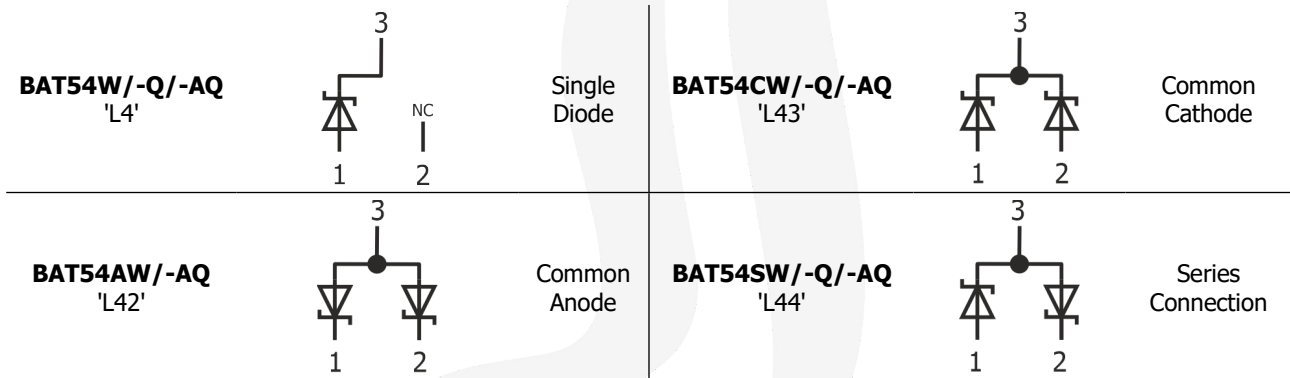 3
BAT54W/-Q/-AQ
'L4'
NC
1 2
Single
Diode
3
BAT54CW/-Q/-AQ
'L43'
1 2
Common
Cathode
3
BAT54AW/-AQ
'L42'
1 2
Common
Anode
3
BAT54SW/-Q/-AQ
'L44'
1 2
Series
Connection